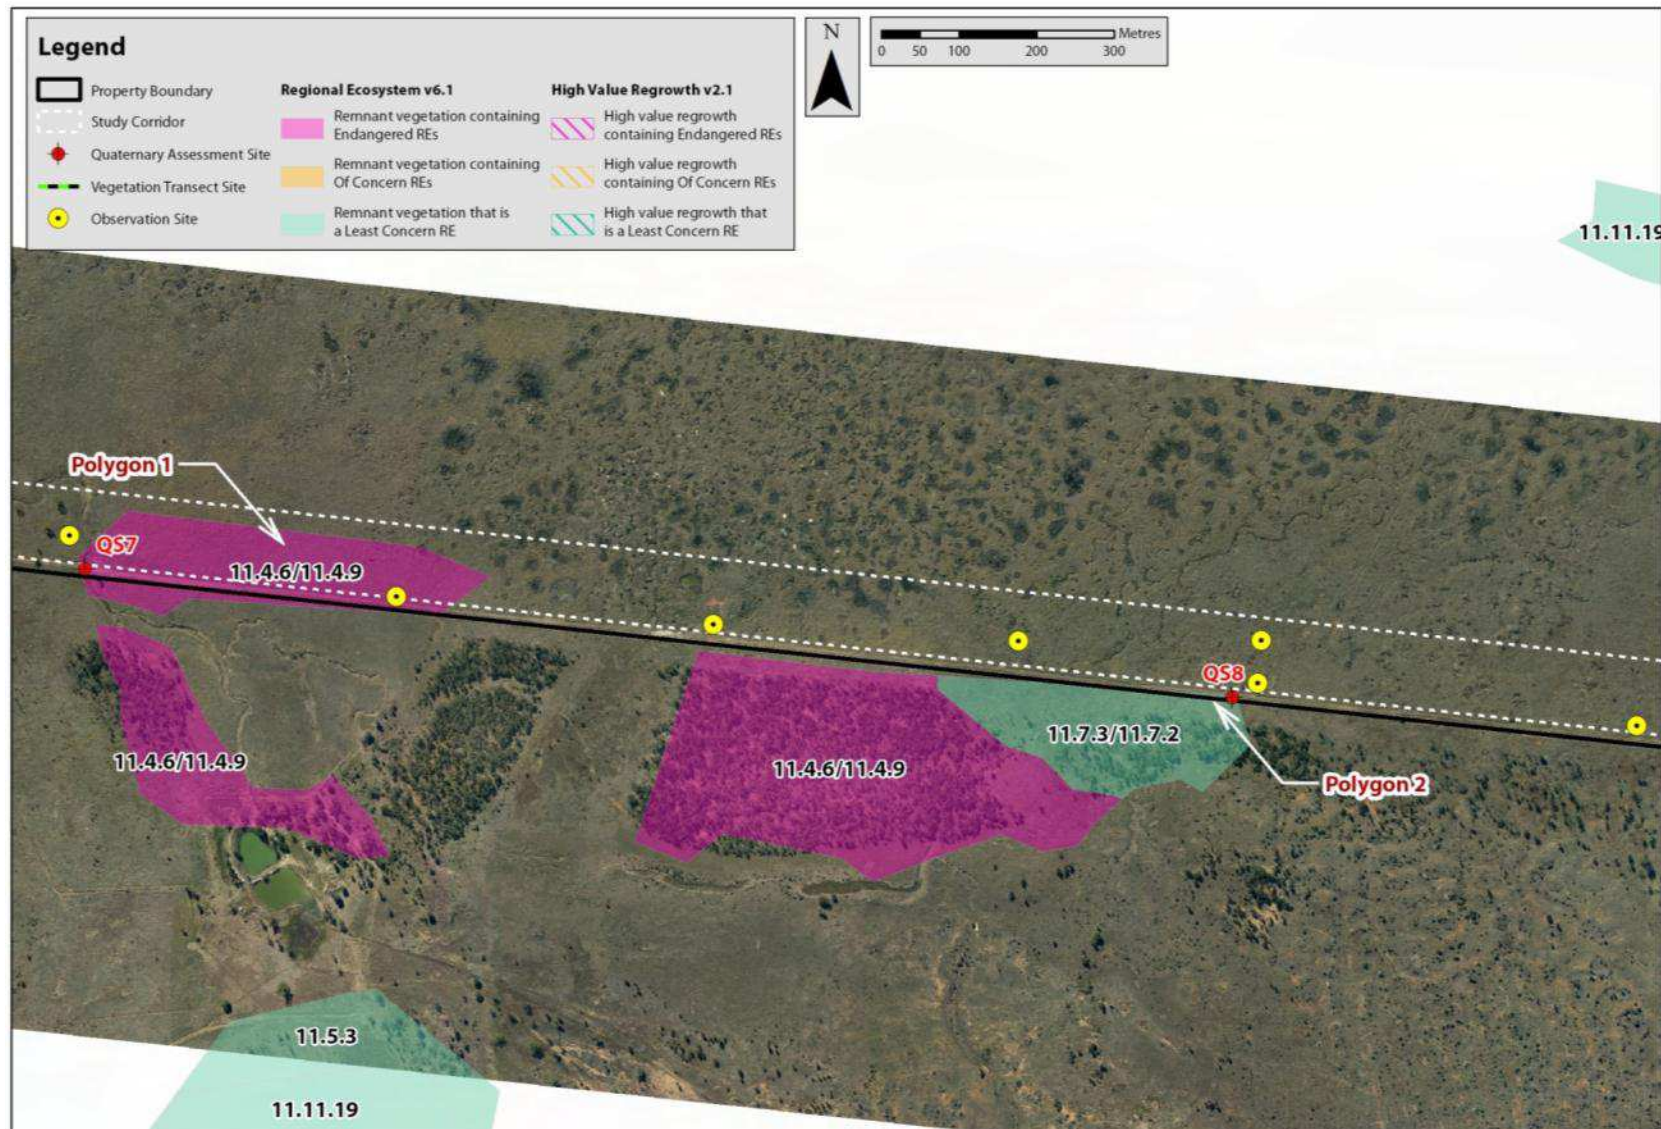 Legend
Property Boundary
Study Corridor
Quaternary Assessment Site
Vegetation Transect Site
Observation Site
Regional Ecosystem v6.1
Remnant vegetation containing
Endangered REs
Remnant vegetation containing
Of Concern REs
Remnant vegetation that is
a Least Concern RE
High Value Regrowth v2.1
High value regrowth
containing Endangered REs
High value regrowth
containing Of Concern REs
High value regrowth that
is a Least Concern RE
N
Metres
0 50 100 200 300
11.11.19
Polygon 1
QS7
11.4.6/11.4.9
QS8
11.7.3/11.7.2
11.4.6/11.4.9
11.4.6/11.4.9
Polygon 2
11.5.3
11.11.19